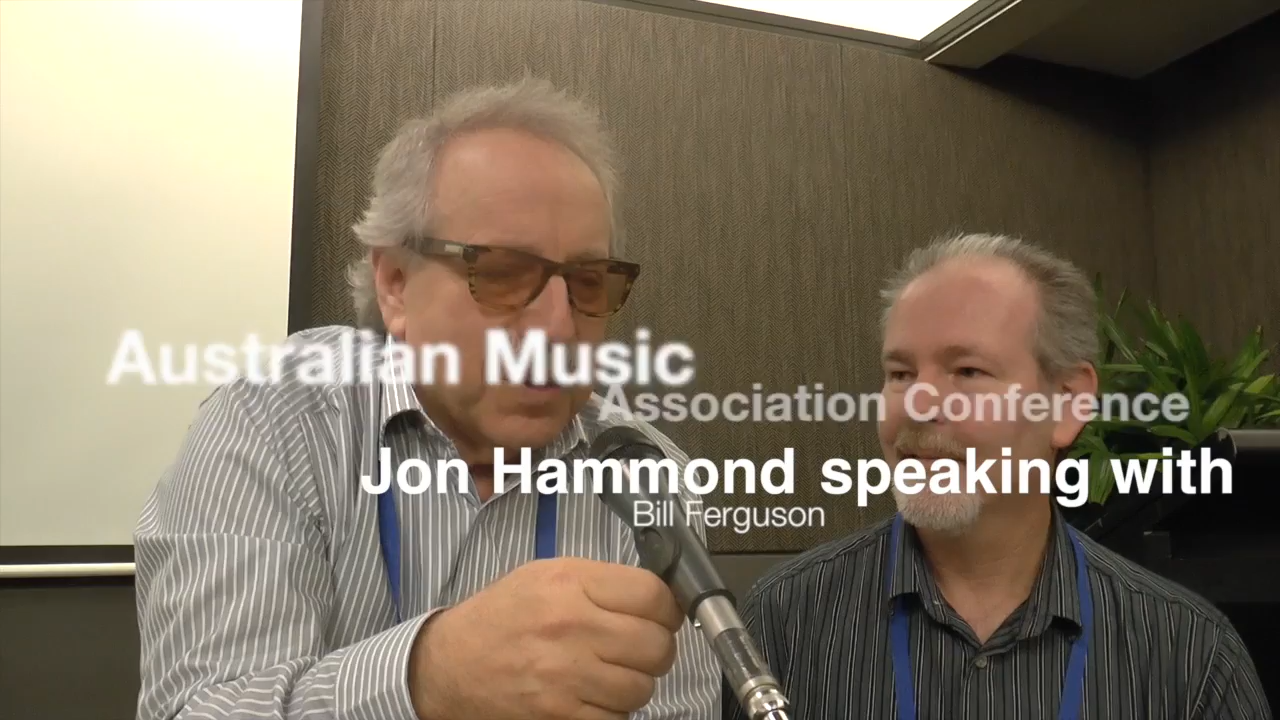 Australian Music
Association Conference
Jon Hammond speaking with
Bill Ferguson